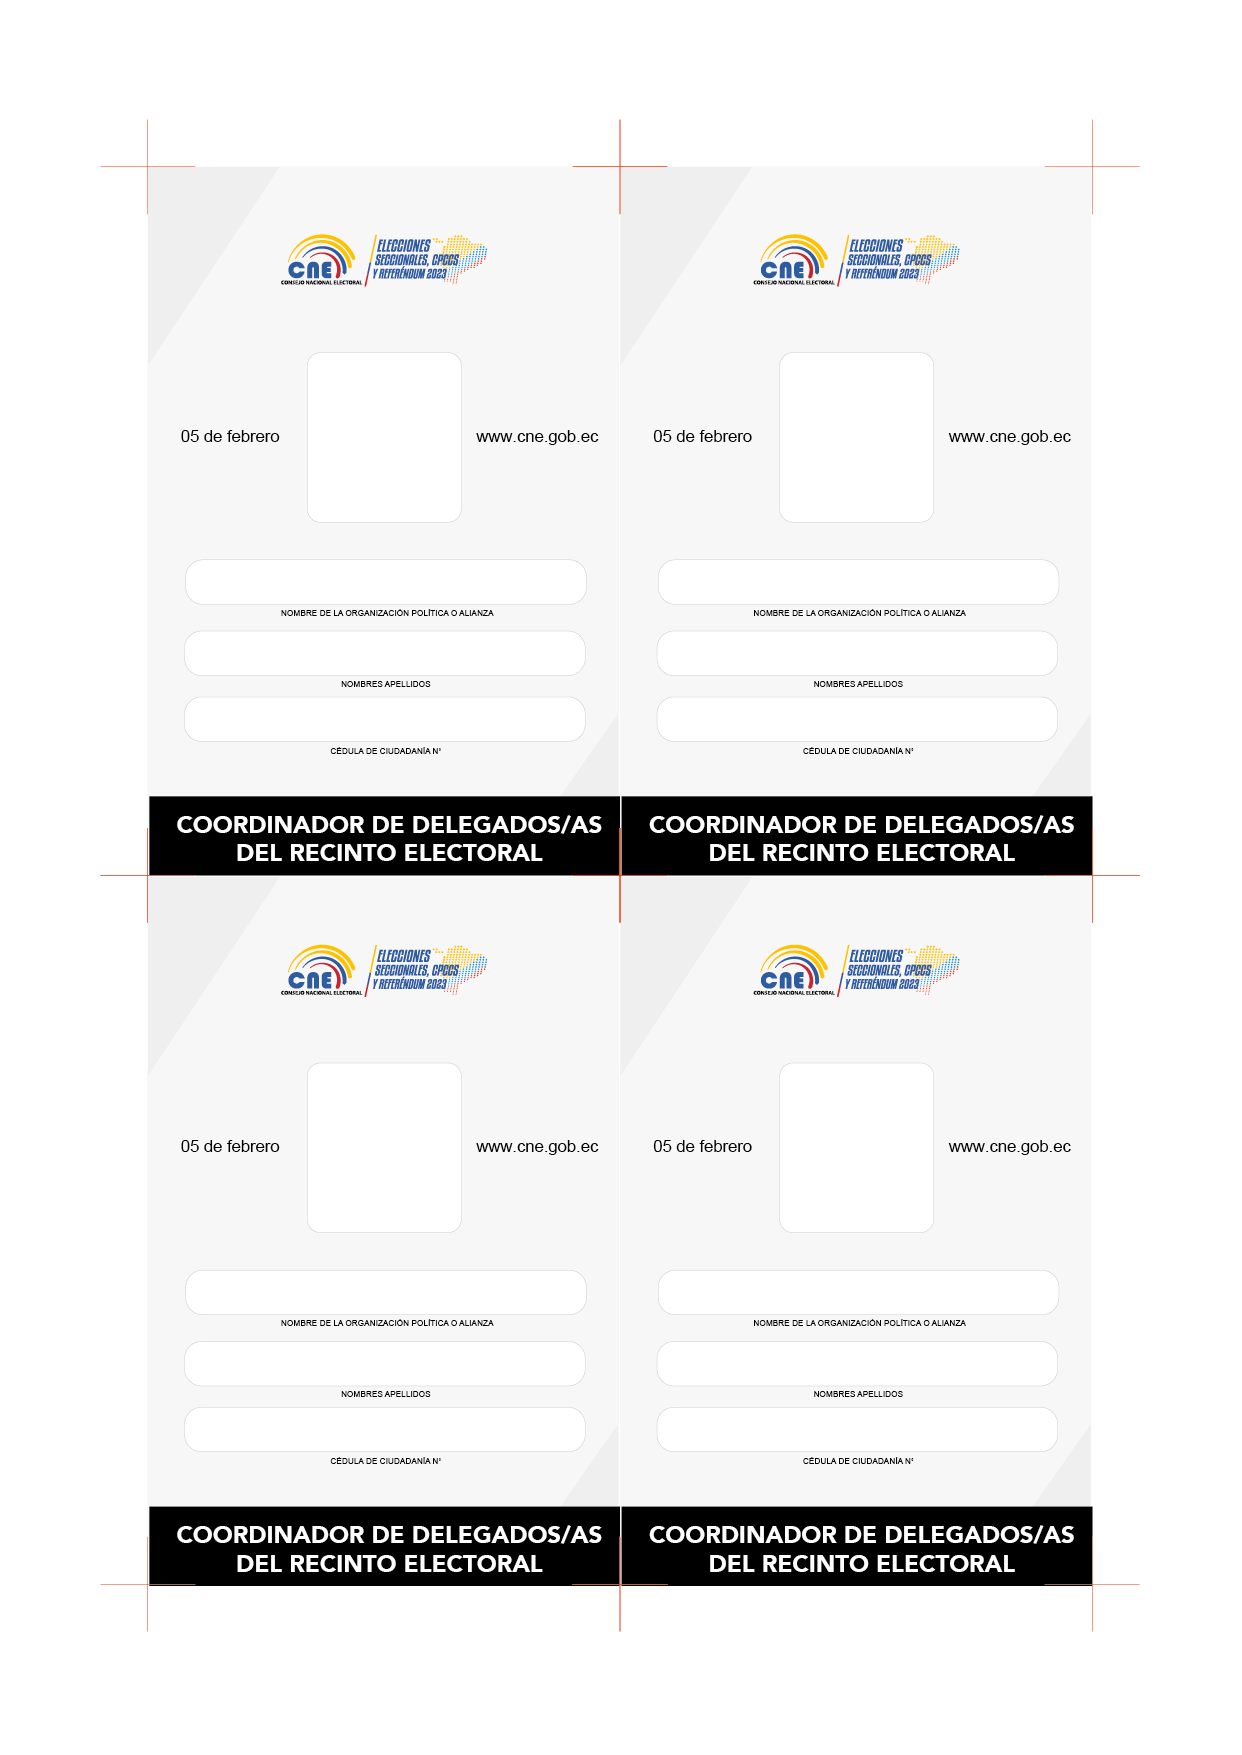 CNE
CONSEJO NACIONAL ELECTORAL
ELECCIONES
SECCIONALES, CPCCS
Y REFERÉNDUM 2023
05 de febrero
www.cne.gob.ec
NOMBRE DE LA ORGANIZACIÓN POLÍTICA O ALIANZA
NOMBRES APELLIDOS
CÉDULA DE CIUDADANÍA N°
COORDINADOR DE DELEGADOS/AS
DEL RECINTO ELECTORAL
CNE
CONSEJO NACIONAL ELECTORAL
ELECCIONES
SECCIONALES, CPCCS
Y REFERÉNDUM 2023
05 de febrero
www.cne.gob.ec
NOMBRE DE LA ORGANIZACIÓN POLÍTICA O ALIANZA
NOMBRES APELLIDOS
CÉDULA DE CIUDADANÍA N°
COORDINADOR DE DELEGADOS/AS
DEL RECINTO ELECTORAL
CNE
CONSEJO NACIONAL ELECTORAL
ELECCIONES
SECCIONALES, CPCCS
Y REFERÉNDUM 2023
05 de febrero
www.cne.gob.ec
NOMBRE DE LA ORGANIZACIÓN POLÍTICA O ALIANZA
NOMBRES APELLIDOS
CÉDULA DE CIUDADANÍA N°
COORDINADOR DE DELEGADOS/AS
DEL RECINTO ELECTORAL
CNE
CONSEJO NACIONAL ELECTORAL
ELECCIONES
SECCIONALES, CPCCS
Y REFERÉNDUM 2023
05 de febrero
www.cne.gob.ec
NOMBRE DE LA ORGANIZACIÓN POLÍTICA O ALIANZA
NOMBRES APELLIDOS
CÉDULA DE CIUDADANÍA N°
COORDINADOR DE DELEGADOS/AS
DEL RECINTO ELECTORAL